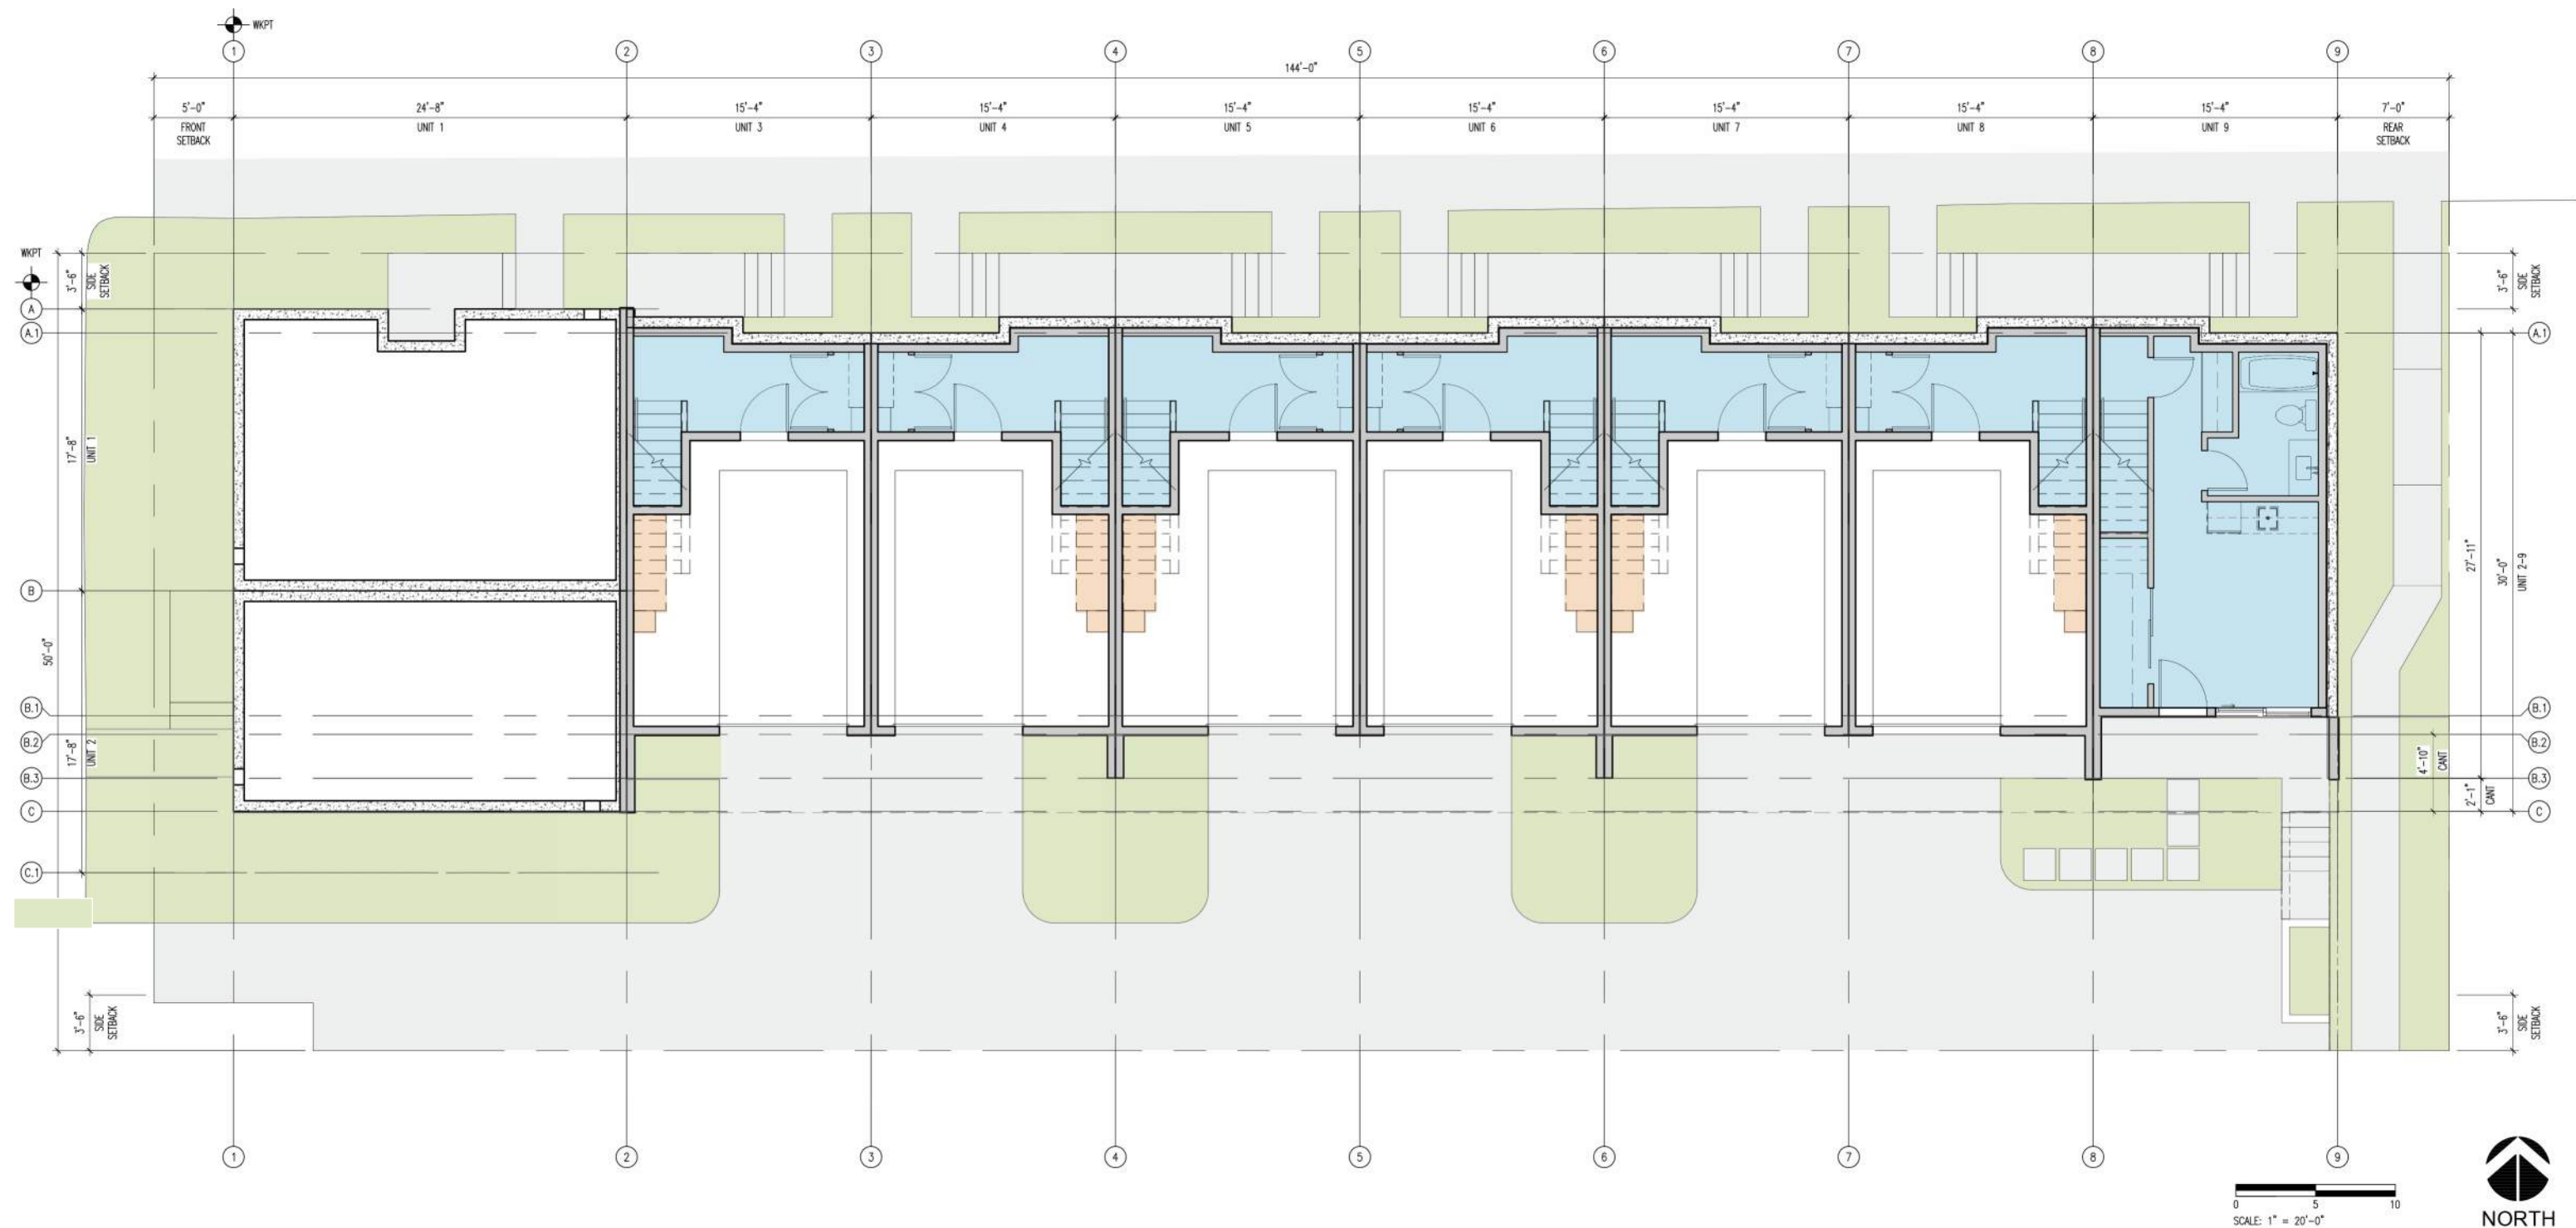 WKPT
1
2
3
4
5
6
7
8
9
144'-0"
5'-0"
24'-8"
15'-4"
15'-4"
15'-4"
15'-4"
15'-4"
15'-4"
15'-4"
7'-0"
FRONT
SETBACK
UNIT 1
UNIT 3
UNIT 4
UNIT 5
UNIT 6
UNIT 7
UNIT 8
UNIT 9
REAR
SETBACK
WKPT
3'-6"
SIDE
SETBACK
3'-6"
SIDE
SETBACK
A
A.1
A.1
17'-8"
UNIT 1
27'-11"
30'-0"
UNIT 2-9
B
50'-0"
B.1
B.1
B.2
B.2
17'-8"
UNIT 2
4'-10"
CANT
B.3
B.3
2'-1"
CANT
C
C
C.1
3'-6"
SIDE
SETBACK
3'-6"
SIDE
SETBACK
1
2
3
4
5
6
7
8
9
0
5
10
SCALE: 1" = 20'-0"
NORTH